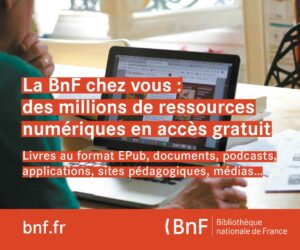 La BnF chez vous :
des millions de ressources
numériques en accès gratuit
Livres au format EPub, documents, podcasts,
applications, sites pédagogiques, médias...
bnf.fr
{BnF
Bibliothèque
nationale de France